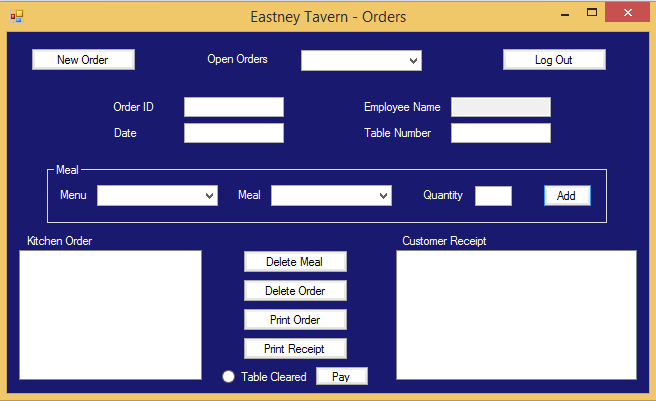 Eastney Tavern - Orders
New Order
Open Orders
Log Out
Order ID
Employee Name
Date
Table Number
Meal
Menu
Meal
Quantity
Add
Kitchen Order
Customer Receipt
Delete Meal
Delete Order
Print Order
Print Receipt
Table Cleared
Pay